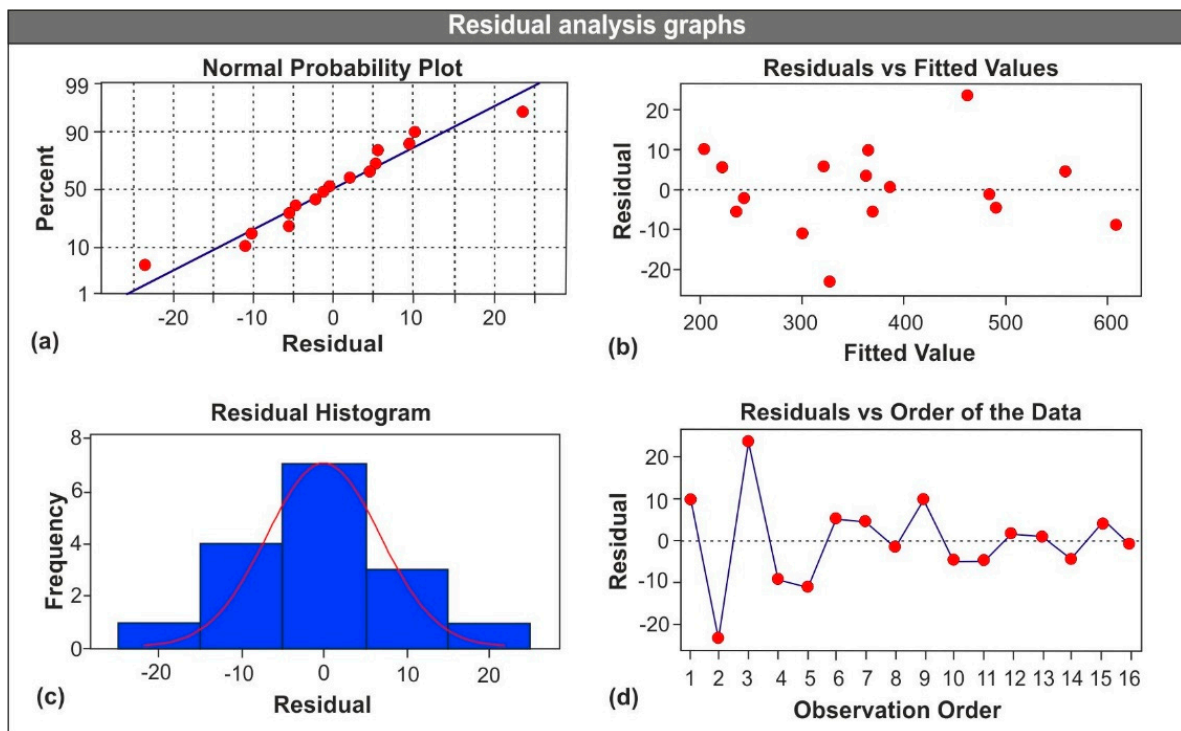 Residual analysis graphs
Normal Probability Plot
99
90
50
10
1
Percent
-20 -10 0 10 20
Residual
(a)
Residuals vs Fitted Values
20
10
0
-10
-20
Residual
200 300 400 500 600
Fitted Value
(b)
Residual Histogram
8
6
4
2
0
Frequency
-20 -10 0 10 20
Residual
(c)
Residuals vs Order of the Data
20
10
0
-10
-20
Residual
1 2 3 4 5 6 7 8 9 10 11 12 13 14 15 16
Observation Order
(d)